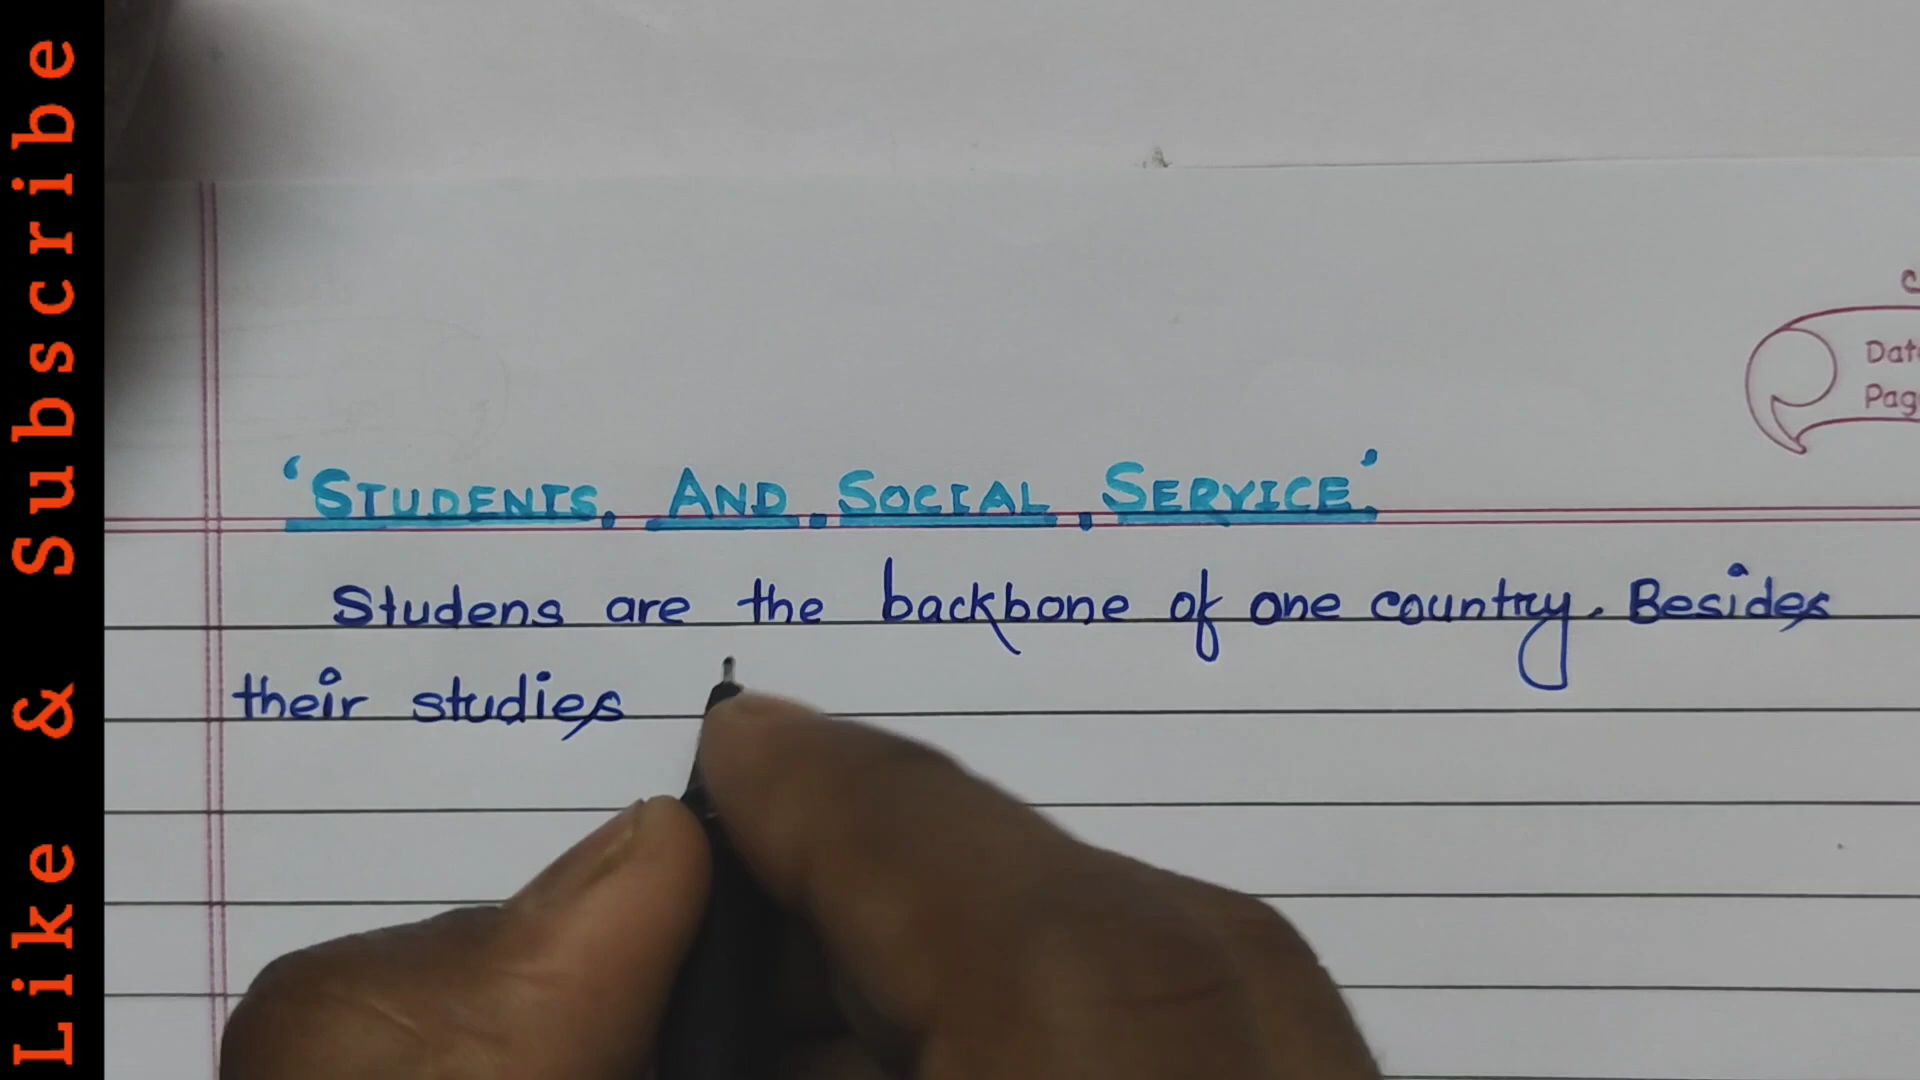 Like & Subscribe
C
Dat
Pag
'STUDENTS AND SOCIAL SERVICE'
Studens are the backbone of one country. Besides
their studies